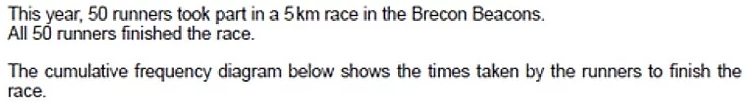 This year, 50 runners took part in a 5 km race in the Brecon Beacons.
All 50 runners finished the race.
The cumulative frequency diagram below shows the times taken by the runners to finish the
race.